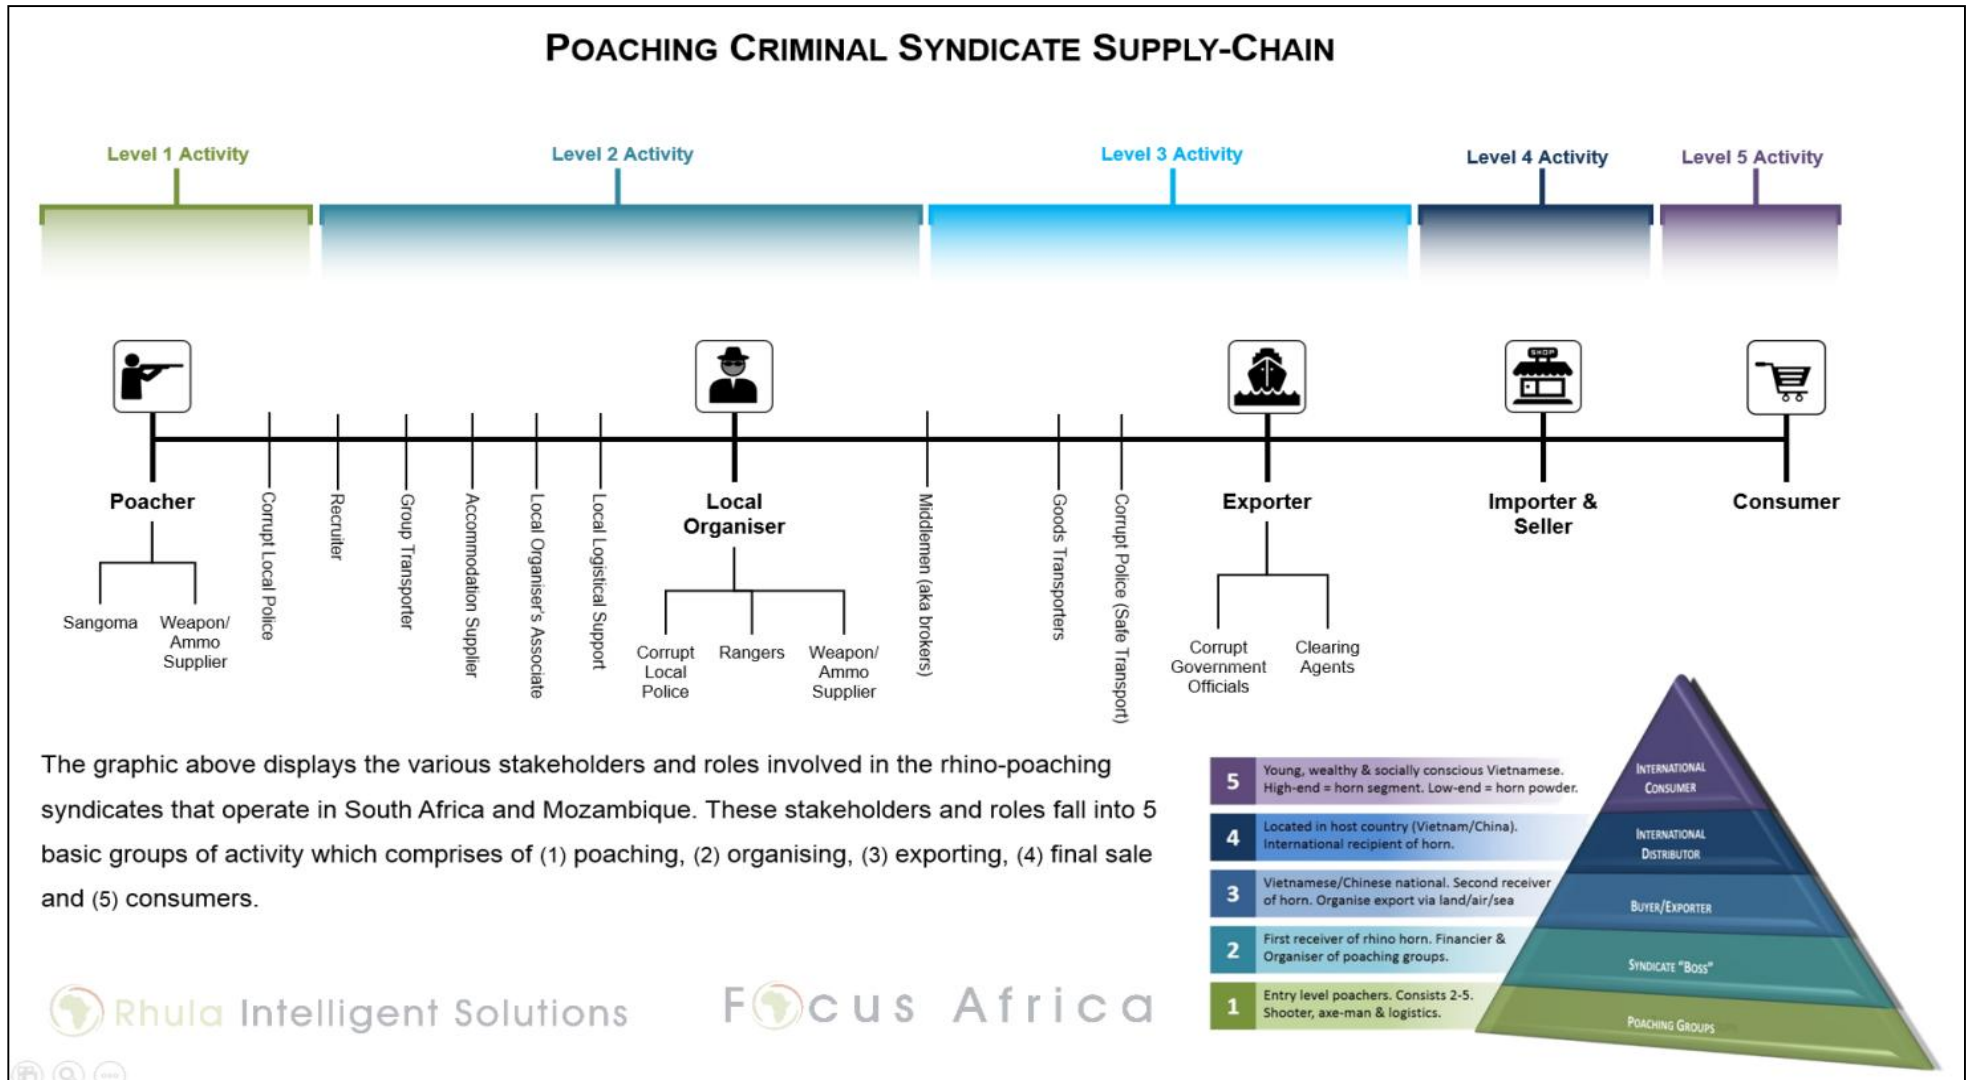 POACHING CRIMINAL SYNDICATE SUPPLY-CHAIN
Level 1 Activity
Level 2 Activity
Level 3 Activity
Level 4 Activity
Level 5 Activity
SHOP
Poacher
Sangoma
Weapon/
Ammo
Supplier
Corrupt Local Police
Recruiter
Group Transporter
Accommodation Supplier
Local Organiser's Associate
Local Logistical Support
Local
Organiser
Corrupt
Local
Police
Rangers
Weapon/
Ammo
Supplier
Middlemen (aka brokers)
Goods Transporters
Corrupt Police (Safe Transport)
Exporter
Corrupt
Government
Officials
Clearing
Agents
Importer &
Seller
Consumer
The graphic above displays the various stakeholders and roles involved in the rhino-poaching
syndicates that operate in South Africa and Mozambique. These stakeholders and roles fall into 5
basic groups of activity which comprises of (1) poaching, (2) organising, (3) exporting, (4) final sale
and (5) consumers.
5
Young, wealthy & socially conscious Vietnamese.
High-end = horn segment. Low-end = horn powder.
INTERNATIONAL
CONSUMER
4
Located in host country (Vietnam/China).
International recipient of horn.
INTERNATIONAL
DISTRIBUTOR
3
Vietnamese/Chinese national. Second receiver
of horn. Organise export via land/air/sea
BUYER/EXPORTER
2
First receiver of rhino horn. Financier &
Organiser of poaching groups.
SYNDICATE "BOSS"
1
Entry level poachers. Consists 2-5.
Shooter, axe-man & logistics.
POACHING GROUPS
Rhula Intelligent Solutions
Focus Africa